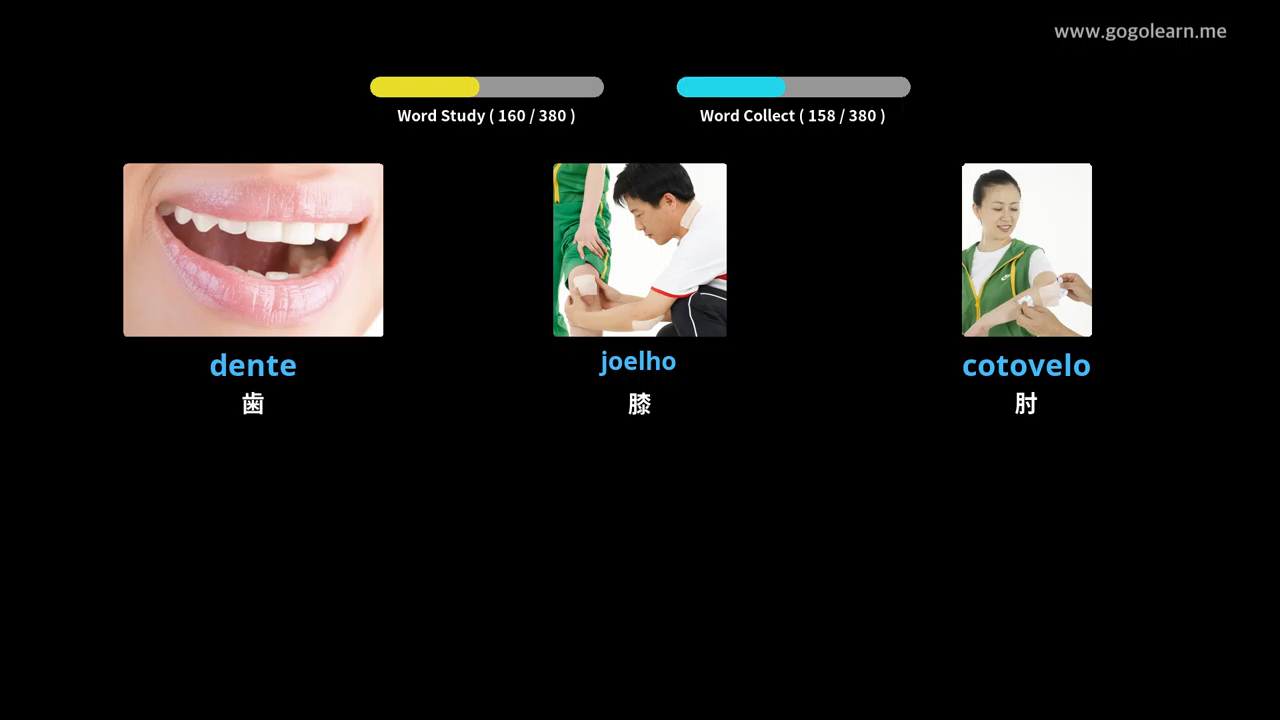 www.gogolearn.me
Word Study ( 160 / 380 )
Word Collect ( 158 / 380 )
dente
joelho
cotovelo
歯
膝
肘